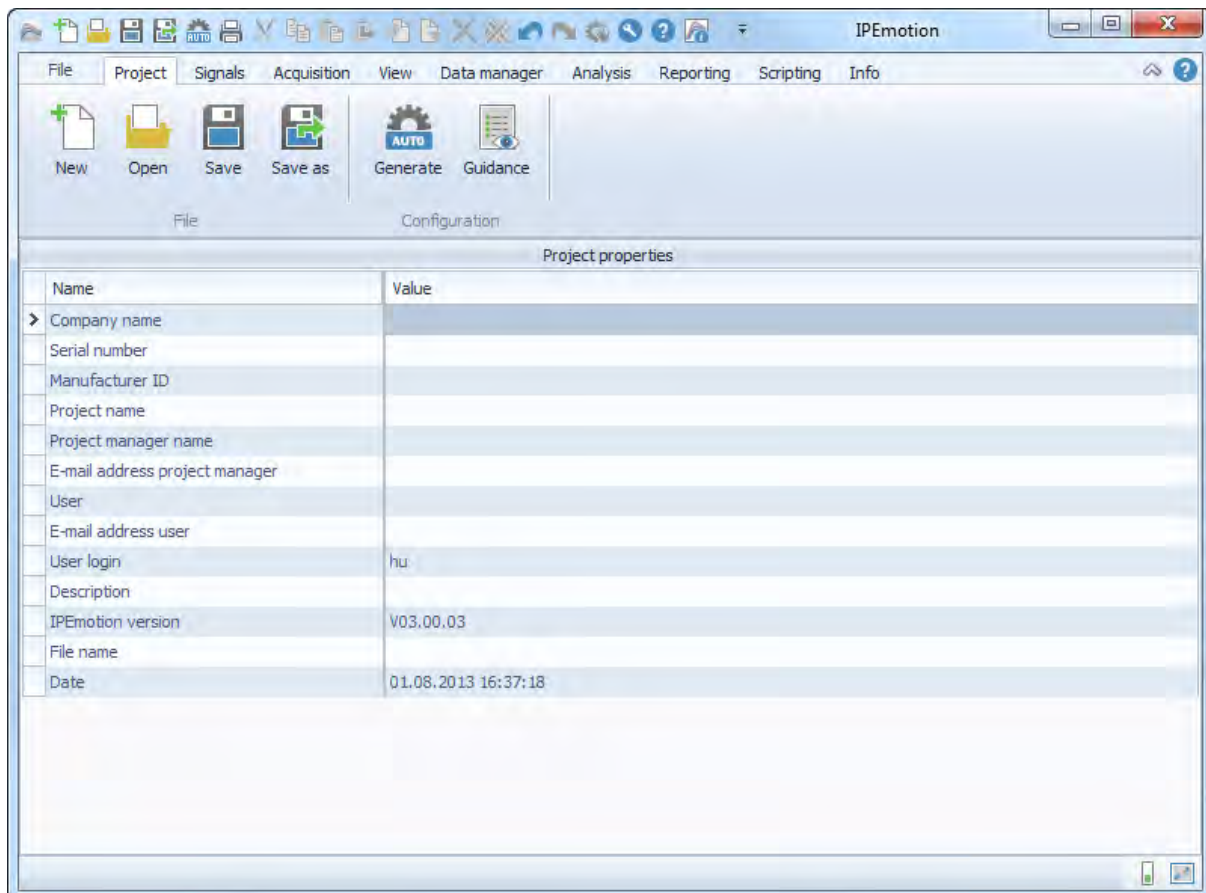 AUTO
IPEmotion
File Project Signals Acquisition View Data manager Analysis Reporting Scripting Info
AUTO
New Open Save Save as Generate Guidance
File Configuration
Project properties
Name Value
Company name
Serial number
Manufacturer ID
Project name
Project manager name
E-mail address project manager
User
E-mail address user
User login hu
Description
IPEmotion version V03.00.03
File name
Date 01.08.2013 16:37:18